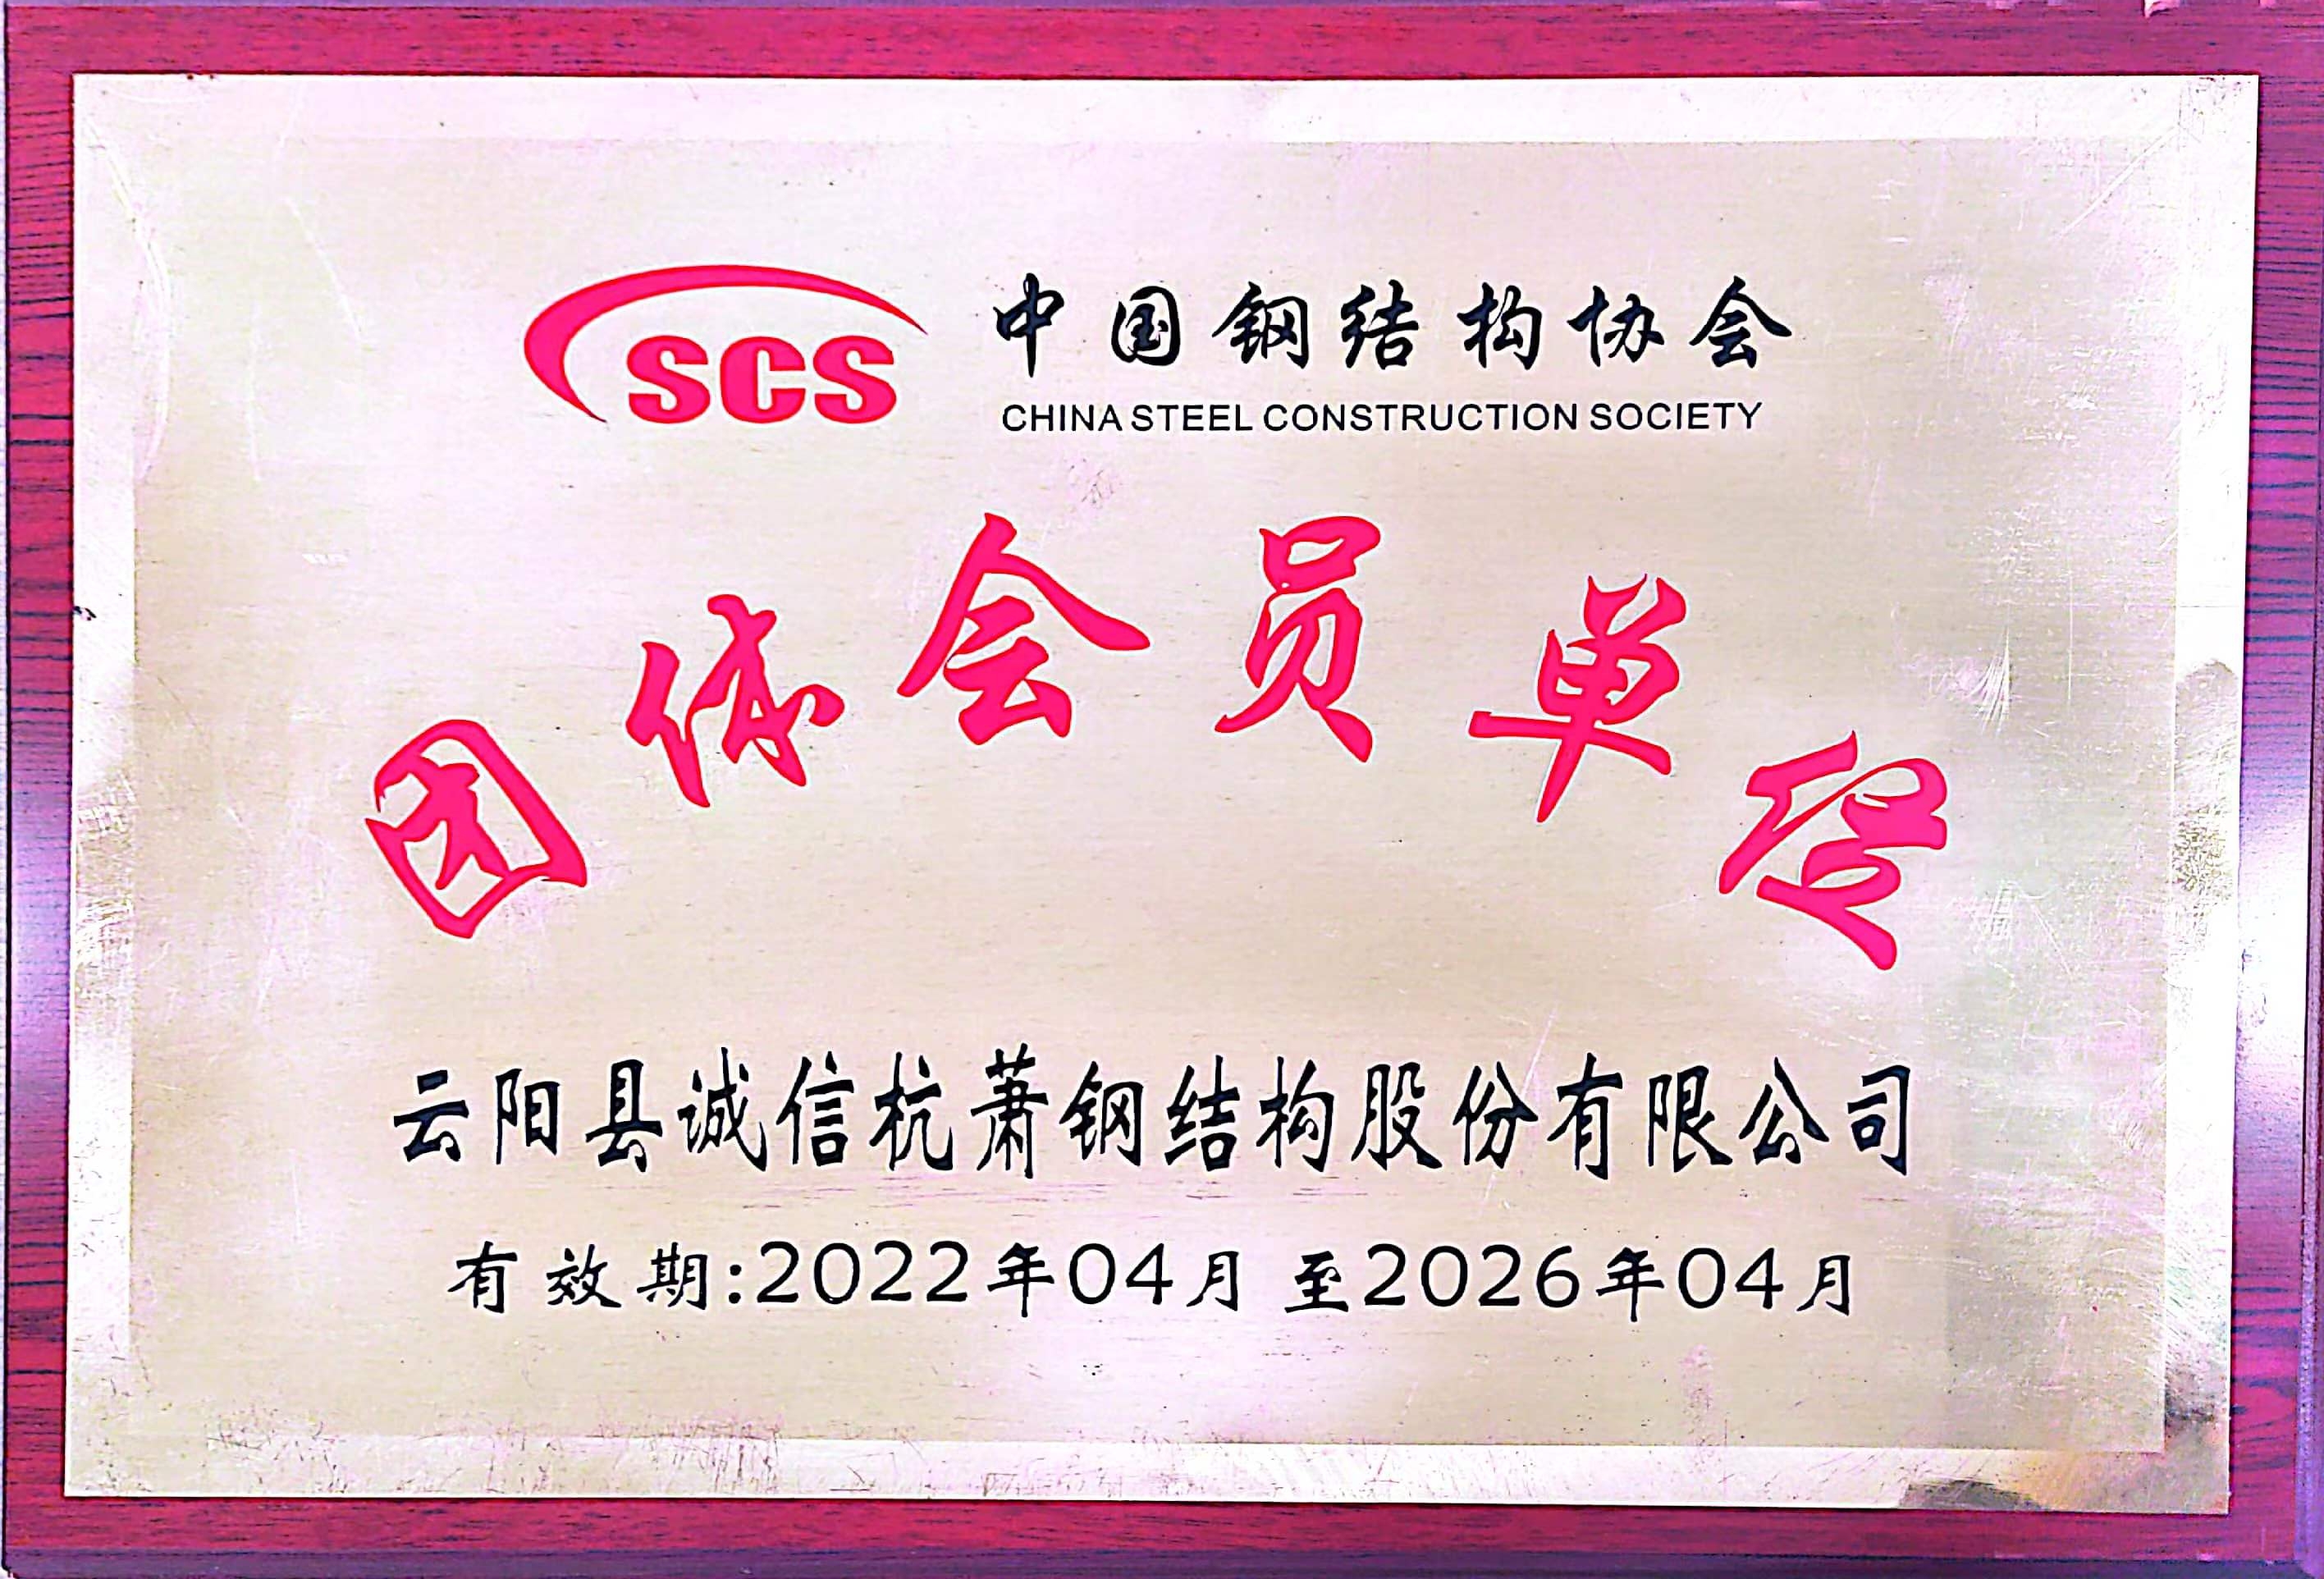 CSCS 中国钢结构协会
CHINA STEEL CONSTRUCTION SOCIETY
团体会员单位
云阳县诚信杭萧钢结构股份有限公司
有效期:2022年04月 至2026年04月